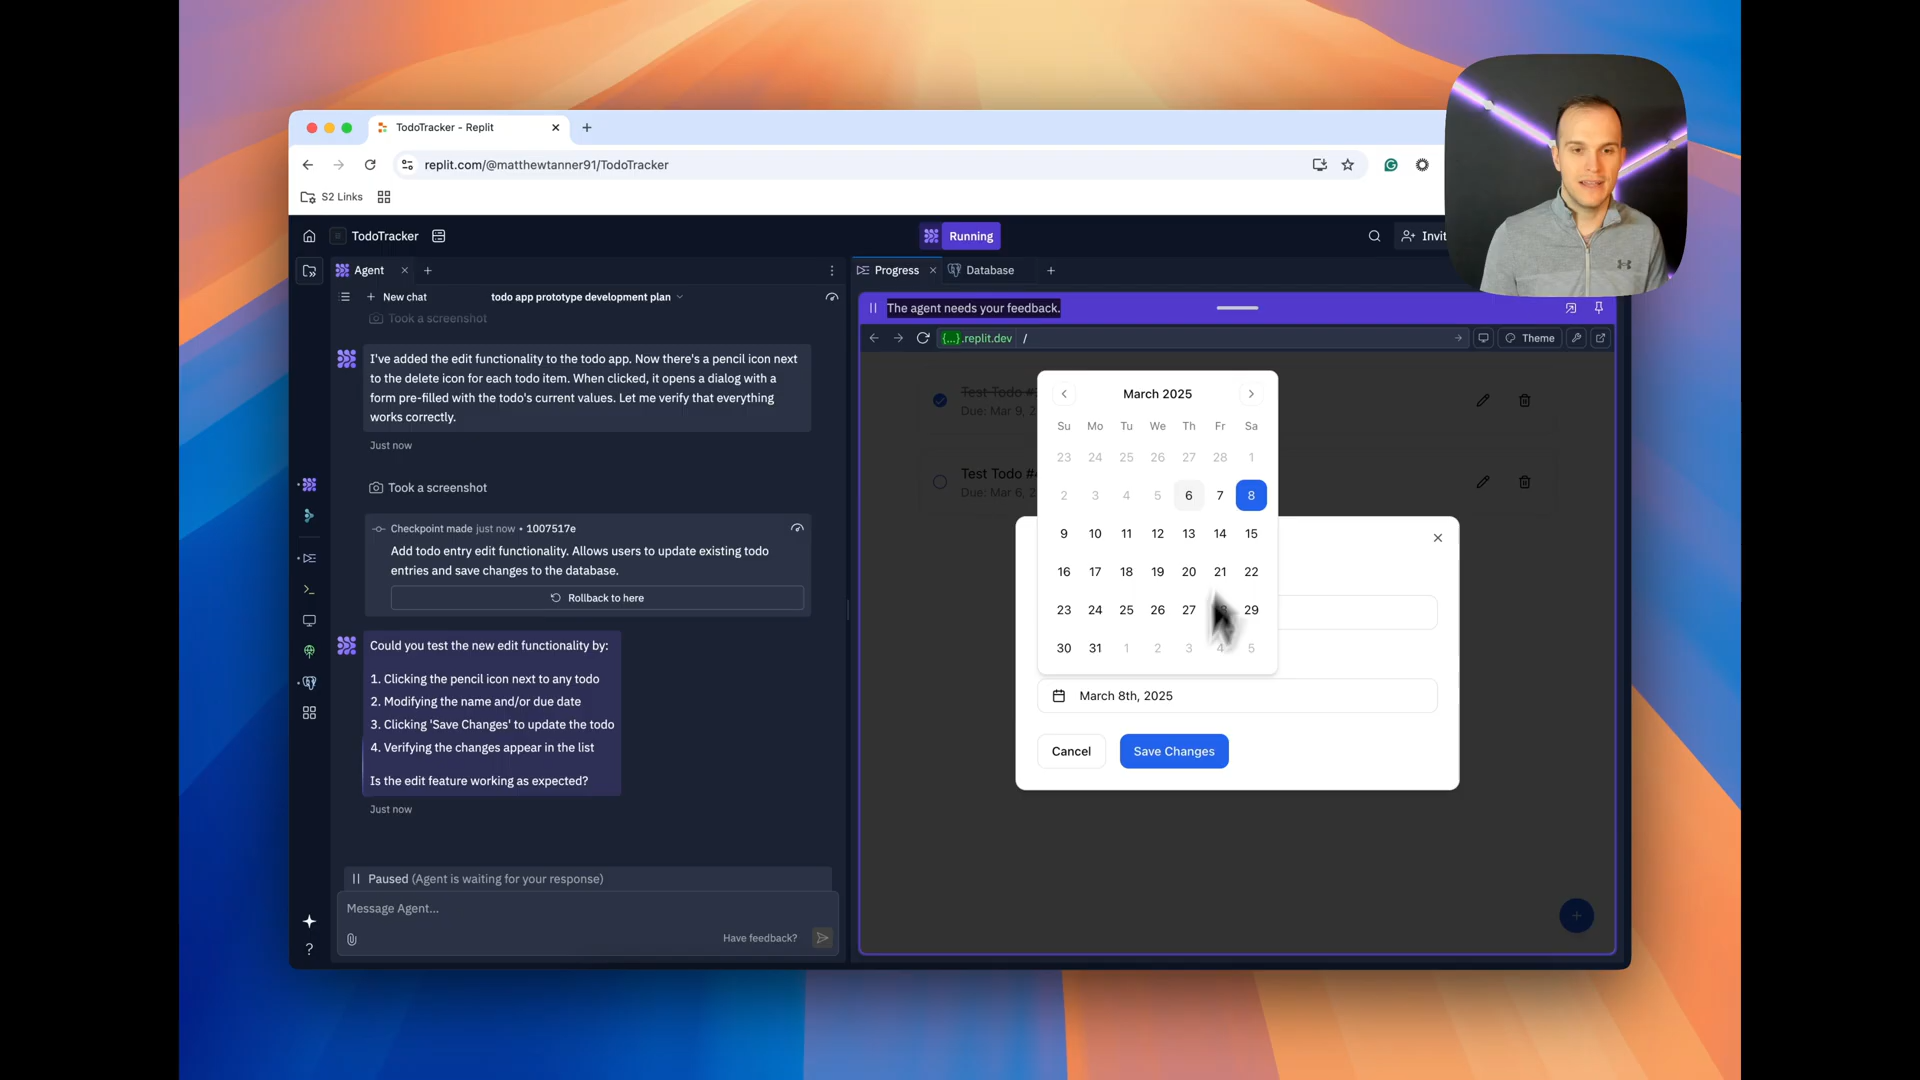 TodoTracker - Replit
replit.com/@matthewtanner91/TodoTracker
S2 Links
TodoTracker
Running
Invit
Agent
Progress
Database
New chat
todo app prototype development plan
The agent needs your feedback.
Took a screenshot
{...}.replit.dev /
Theme
I've added the edit functionality to the todo app. Now there's a pencil icon next
to the delete icon for each todo item. When clicked, it opens a dialog with a
form pre-filled with the todo's current values. Let me verify that everything
works correctly.
Just now
Took a screenshot
Checkpoint made just now • 1007517e
Add todo entry edit functionality. Allows users to update existing todo
entries and save changes to the database.
Rollback to here
Could you test the new edit functionality by:
1. Clicking the pencil icon next to any todo
2. Modifying the name and/or due date
3. Clicking 'Save Changes' to update the todo
4. Verifying the changes appear in the list
Is the edit feature working as expected?
Just now
Paused (Agent is waiting for your response)
Message Agent...
Have feedback?
?
Test Todo #
Due: Mar 9, 2
Test Todo #
Due: Mar 6, 2
March 2025
Su Mo Tu We Th Fr Sa
23 24 25 26 27 28 1
2 3 4 5 6 7 8
9 10 11 12 13 14 15
16 17 18 19 20 21 22
23 24 25 26 27 29
30 31 1 2 3 4 5
March 8th, 2025
Cancel
Save Changes